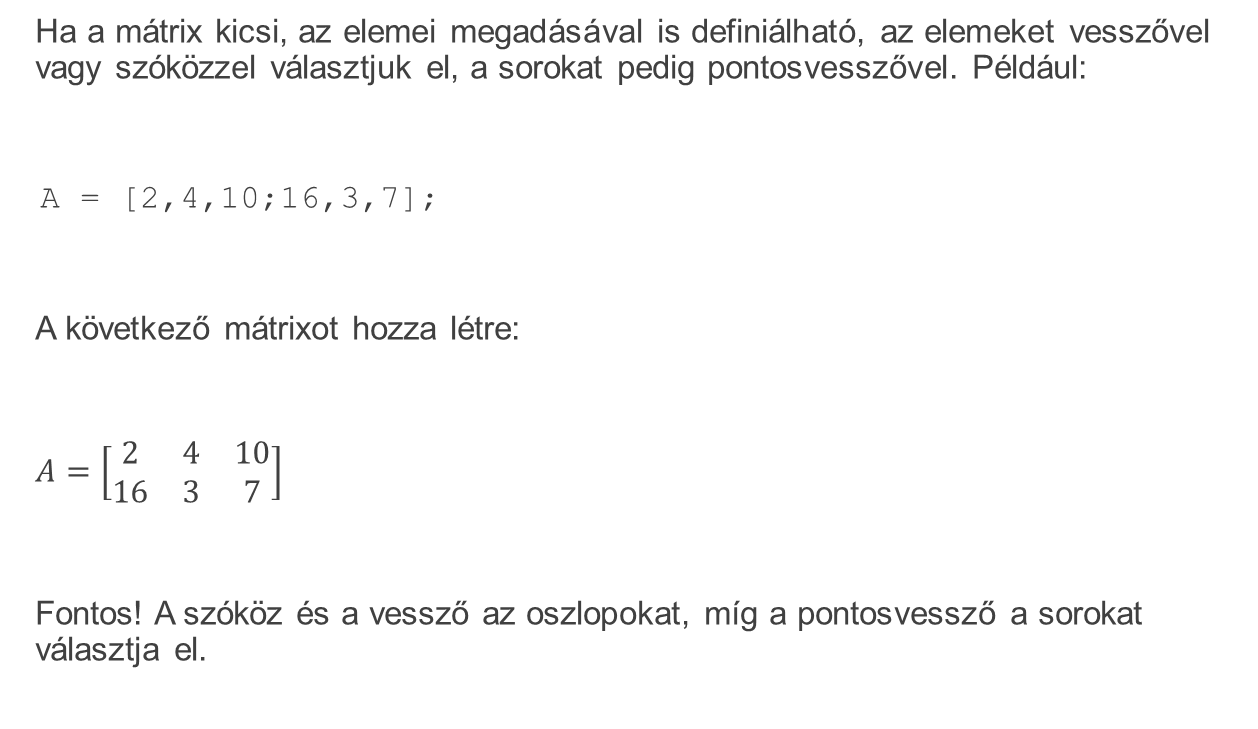 Ha a mátrix kicsi, az elemei megadásával is definiálható, az elemeket vesszővel
vagy szóközzel választjuk el, a sorokat pedig pontosvesszővel. Például:
A = [2,4,10;16,3,7];
A következő mátrixot hozza létre:
A = [2 4 10
16 3 7]
Fontos! A szóköz és a vessző az oszlopokat, míg a pontosvessző a sorokat
választja el.